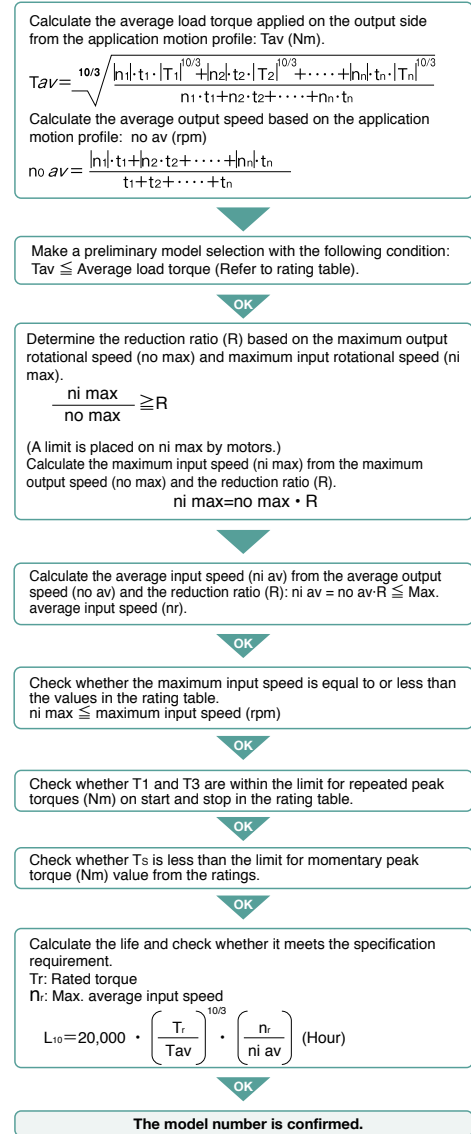 Calculate the average load torque applied on the output side
from the application motion profile: Tav (Nm).
Tav= 10/3√ |n1|·t1·|T1|10/3+|n2|·t2·|T2|10/3+····+|nn|·tn·|Tn|10/3
n1·t1+n2·t2+····+nn·tn
Calculate the average output speed based on the application
motion profile: no av (rpm)
no av= |n1|·t1+|n2|·t2+····+|nn|·tn
t1+t2+····+tn
Make a preliminary model selection with the following condition:
Tav ≦ Average load torque (Refer to rating table).
OK
Determine the reduction ratio (R) based on the maximum output
rotational speed (no max) and maximum input rotational speed (ni
max).
ni max
no max
≧R
(A limit is placed on ni max by motors.)
Calculate the maximum input speed (ni max) from the maximum
output speed (no max) and the reduction ratio (R).
ni max=no max • R
Calculate the average input speed (ni av) from the average output
speed (no av) and the reduction ratio (R): ni av = no av·R ≦ Max.
average input speed (nr).
OK
Check whether the maximum input speed is equal to or less than
the values in the rating table.
ni max ≦ maximum input speed (rpm)
OK
Check whether T1 and T3 are within the limit for repeated peak
torques (Nm) on start and stop in the rating table.
OK
Check whether Ts is less than the limit for momentary peak
torque (Nm) value from the ratings.
OK
Calculate the life and check whether it meets the specification
requirement.
Tr: Rated torque
nr: Max. average input speed
L10=20,000 · (Tr/Tav)10/3 · (nr/ni av) (Hour)
OK
The model number is confirmed.